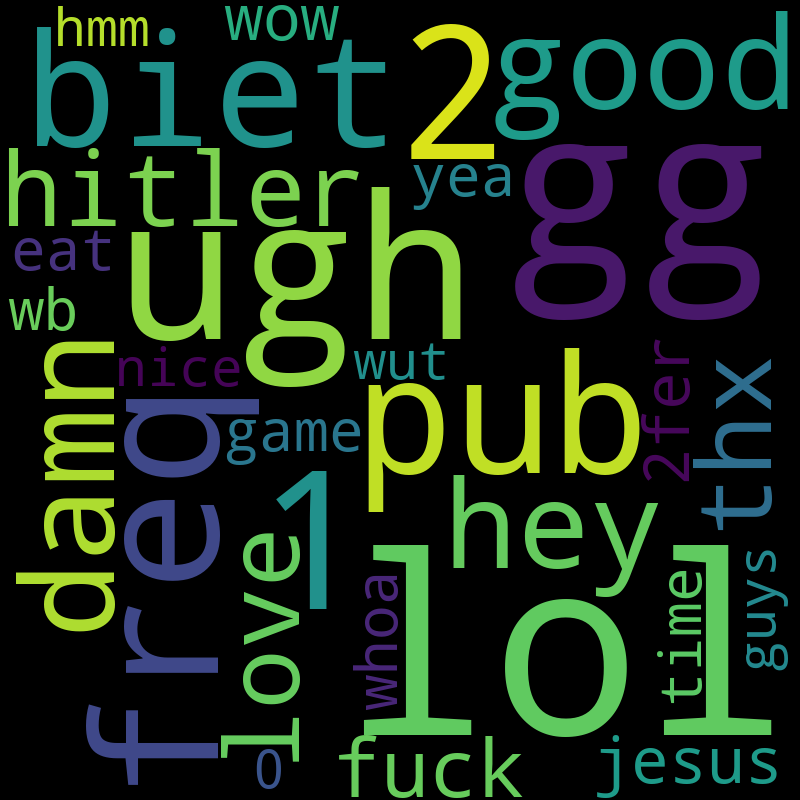 hmm
wow
biet
2
good
hitler
yea
gg
ugh
eat
wb
damn
nice
wut
freq
game
pub
2fer
thx
1
hey
love
whoa
lol
time
guys
0
fuck
jesus